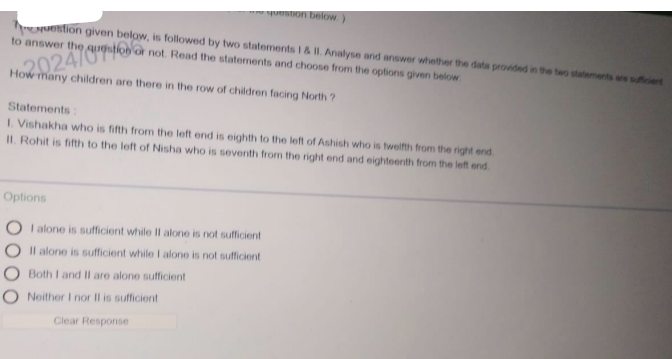 question below. )
question given below, is followed by two statements I & II. Analyse and answer whether the data provided in the two statements are sufficient
to answer the question or not. Read the statements and choose from the options given below:
2024/07/06
How many children are there in the row of children facing North ?
Statements :
I. Vishakha who is fifth from the left end is eighth to the left of Ashish who is twelfth from the right end.
II. Rohit is fifth to the left of Nisha who is seventh from the right end and eighteenth from the left end.
Options
I alone is sufficient while II alone is not sufficient
II alone is sufficient while I alone is not sufficient
Both I and II are alone sufficient
Neither I nor II is sufficient
Clear Response